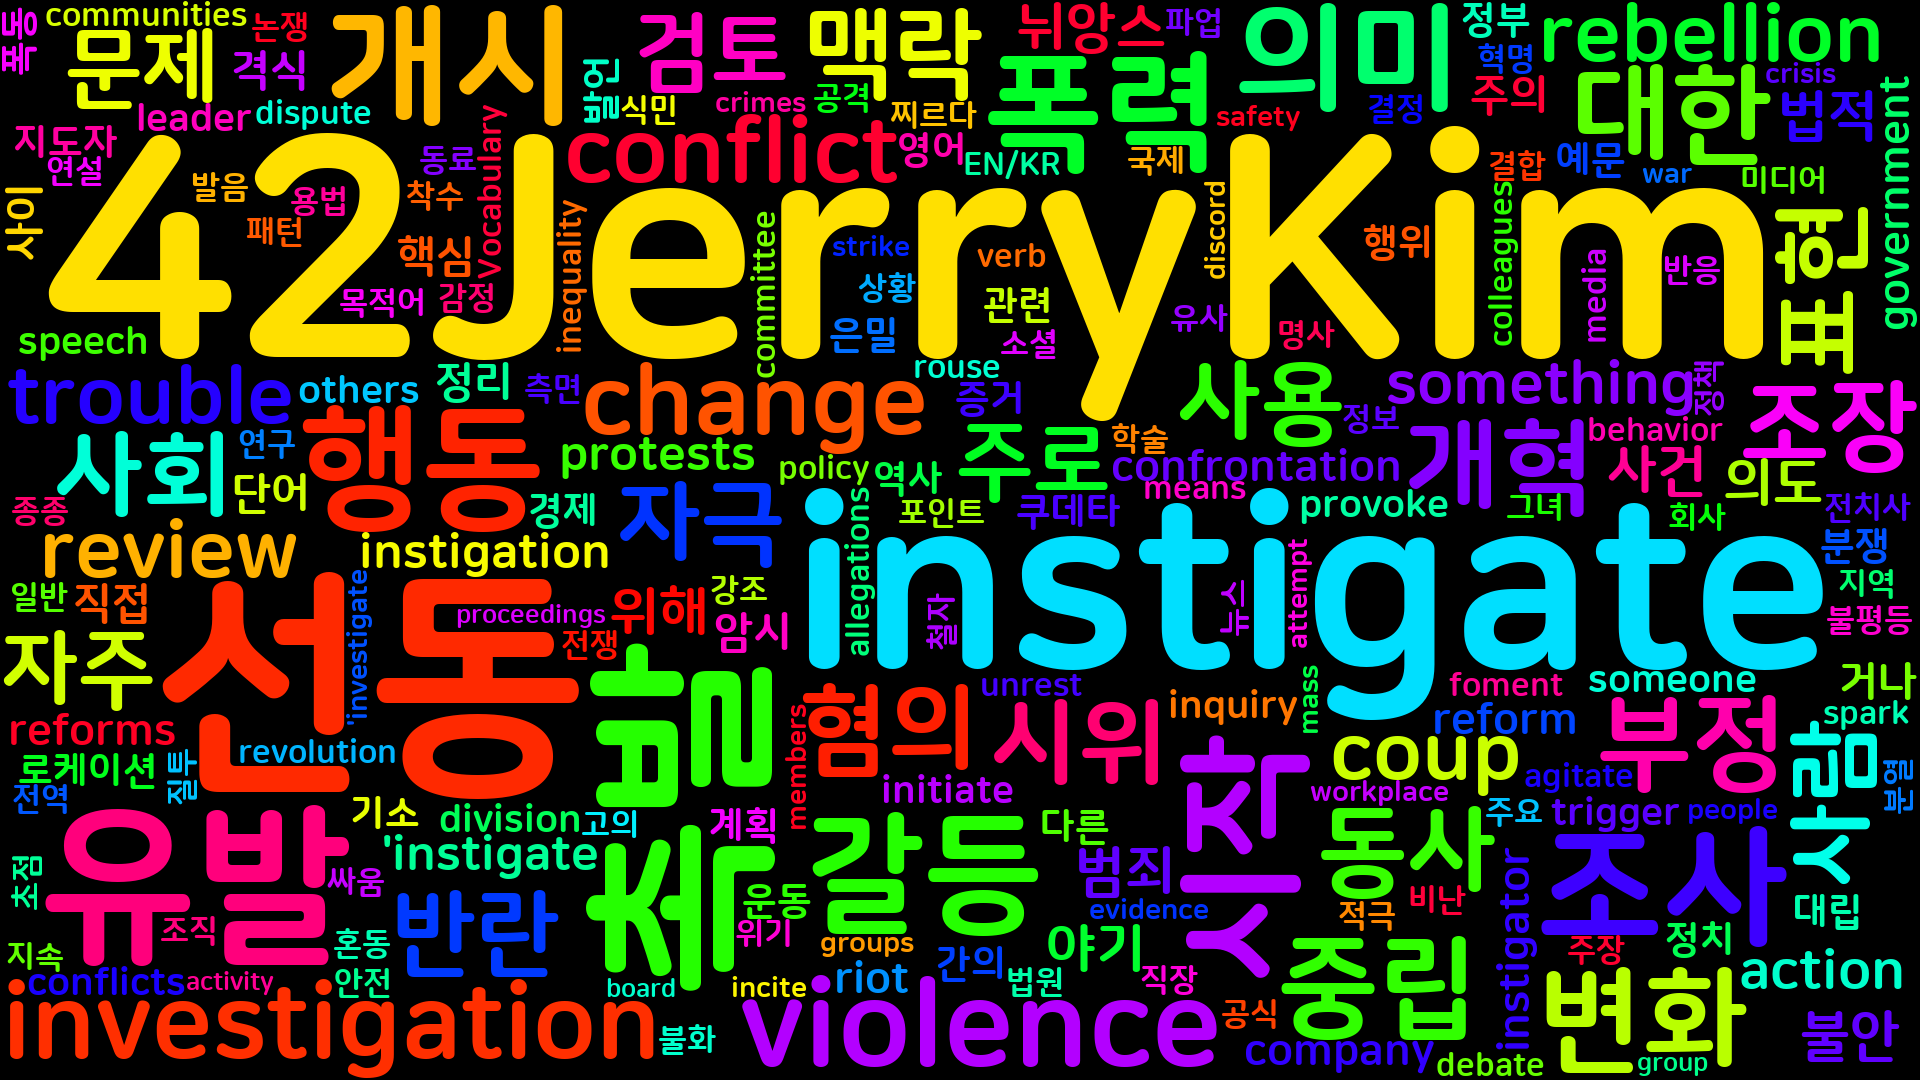 communities
논쟁
폭동
문제
격식
개시
발언
검토
맥락
뉘앙스
파업
의미
정부
혁명
rebellion
crisis
leader
dispute
식민
crimes
공격
찌르다
폭력
safety
결정
주의
대한
법적
government
지도자
연설
42JerryKim
발음
용법
동료
착수
vocabulary
conflict
영어
EN/KR
국제
결합
예문
war
미디어
사이
패턴
핵심
inequality
committee
strike
verb
discord
행위
colleagues
media
반응
표현
목적어
감정
상황
관련
은밀
소셜
유사
명사
speech
rouse
trouble
others
정리
측면
change
증거
사용
정보
something
정책
조장
사회
연구
행동
protests
policy
역사
주로
학술
confrontation
개혁
behavior
사건
의도
단어
종종
경제
자극
allegations
포인트
쿠데타
means
provoke
그녀
회사
전치사
review
instigation
instigate
분쟁
일반
직접
선동
'investigate
proceedings
위해
강조
암시
철자
뉴스
attempt
지역
불평등
자주
전쟁
널
unrest
mass
foment
someone
거나
reforms
revolution
members
혐의
시위
inquiry
reform
부정
spark
로케이션
질투
전역
coup
agitate
사람
분열
유발
기소
division
고의
계획
initiate
시작
workplace
주요
trigger
people
'instigate
촉
갈등
다른
동사
초점
싸움
운동
범죄
비난
instigator
조사
조직
반란
evidence
적극
대립
지속
혼동
위기
groups
간의
야기
중립
주장
정치
conflicts
activity
안전
board
incite
riot
법원
직장
action
investigation
불화
violence
공식
company
변화
debate
group
불안